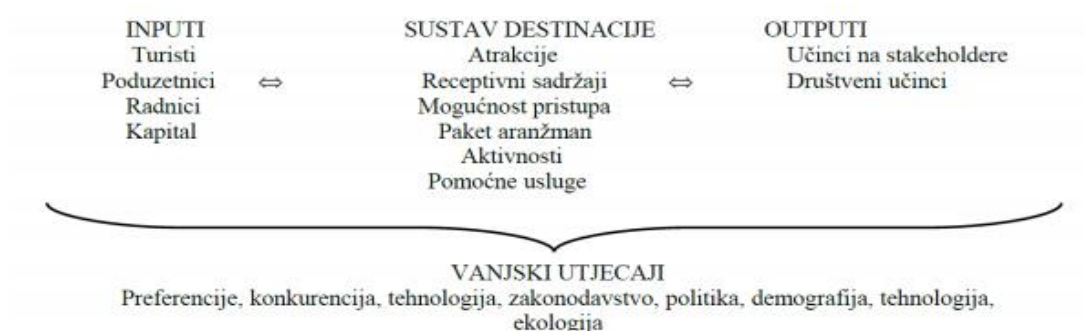 INPUTI SUSTAV DESTINACIJE OUTPUTI
Turisti Atrakcije Učinci na stakeholdere
Poduzetnici ⇔ Receptivni sadržaji ⇔ Društveni učinci
Radnici Mogućnost pristupa
Kapital Paket aranžman
Aktivnosti
Pomoćne usluge
VANJSKI UTJECAJI
Preferencije, konkurencija, tehnologija, zakonodavstvo, politika, demografija, tehnologija,
ekologija